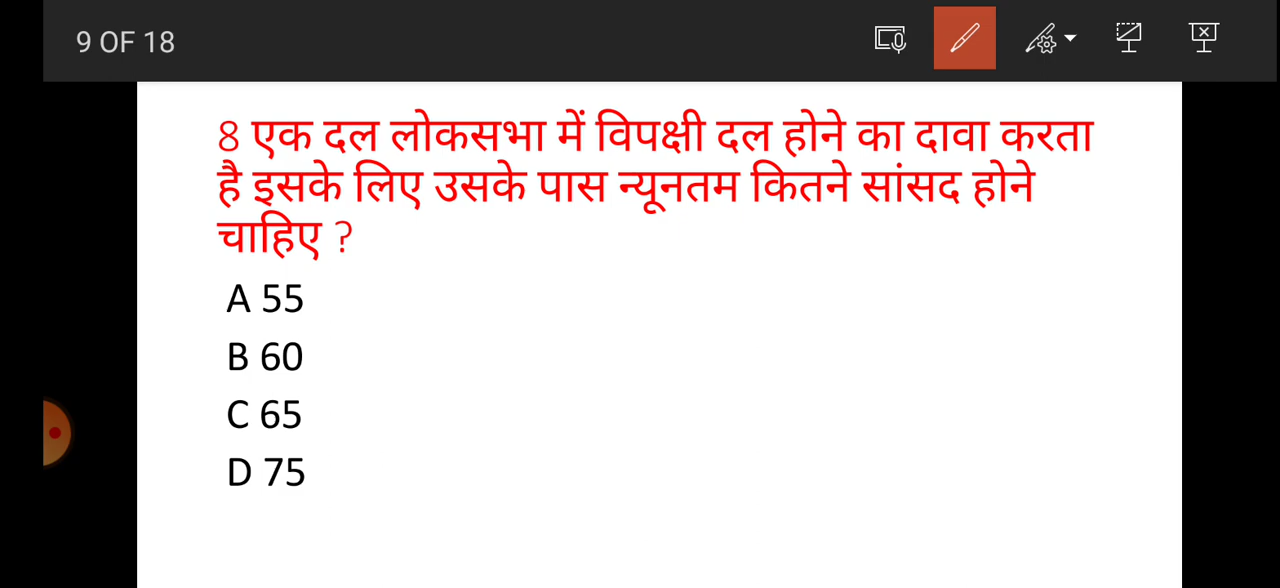 9 OF 18
8 एक दल लोकसभा में विपक्षी दल होने का दावा करता
है इसके लिए उसके पास न्यूनतम कितने सांसद होने
चाहिए ?
A 55
B 60
C 65
D 75